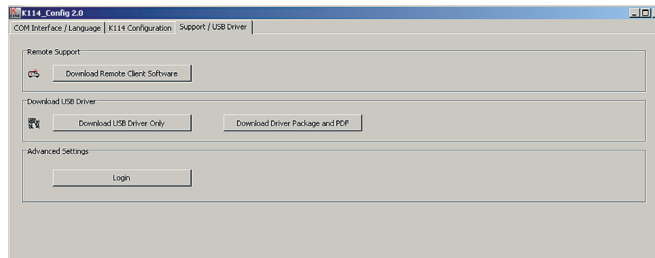 K114_Config 2.0
COM Interface / Language K114 Configuration Support / USB Driver
Remote Support
Download Remote Client Software
Download USB Driver
Download USB Driver Only Download Driver Package and PDF
Advanced Settings
Login